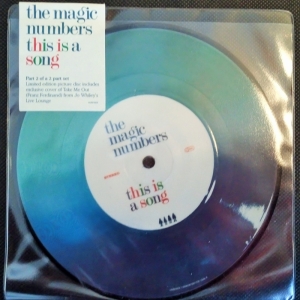 the magic
numbers
this is a
song
Part 2 of a 2 part set
Limited edition picture disc includes
exclusive cover of Take Me Out
(Franz Ferdinand) from Jo Whiley's
Live Lounge
the
magic
numbers
this is
a song